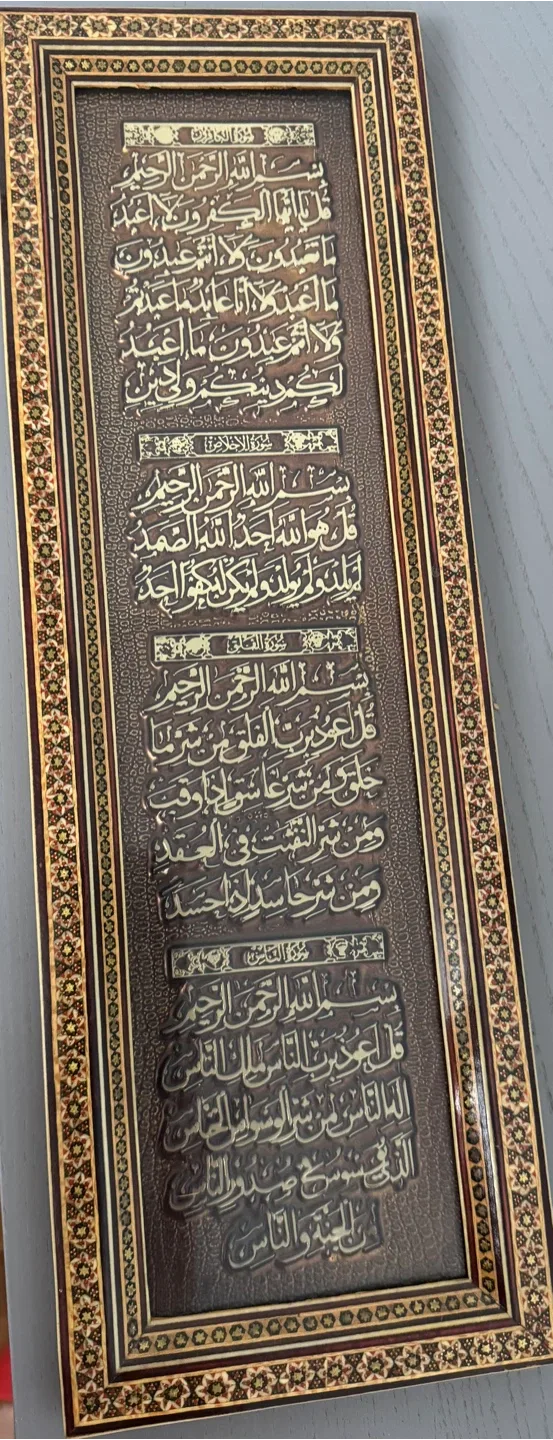 سورة الكافرون
بسم الله الرحمن الرحيم
قل يا أيها الكفرون لا أعبد
ما تعبدون ولا أنتم عبدون
ما أعبد ولا أنا عابد ما عبدتم
ولا أنتم عبدون ما أعبد
لكم دينكم ولي دين
سورة الاخلاص
بسم الله الرحمن الرحيم
قل هو الله أحد الله الصمد
لم يلد ولم يولد ولم يكن له كفوا أحد
سورة الفلق
بسم الله الرحمن الرحيم
قل أعوذ برب الفلق من شر ما
خلق ومن شر غاسق إذا وقب
ومن شر النفثت في العقد
ومن شر حاسد إذا حسد
سورة الناس
بسم الله الرحمن الرحيم
قل أعوذ برب الناس ملك الناس
إله الناس من شر الوسواس الخناس
الذي يوسوس في صدور الناس
من الجنة والناس